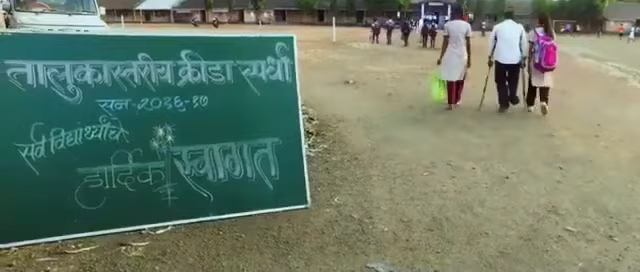 तालुकास्तरीय क्रीडा स्पर्धा
सन - २०१६-१७
सर्व विद्यार्थ्यांचे
हार्दिक स्वागत